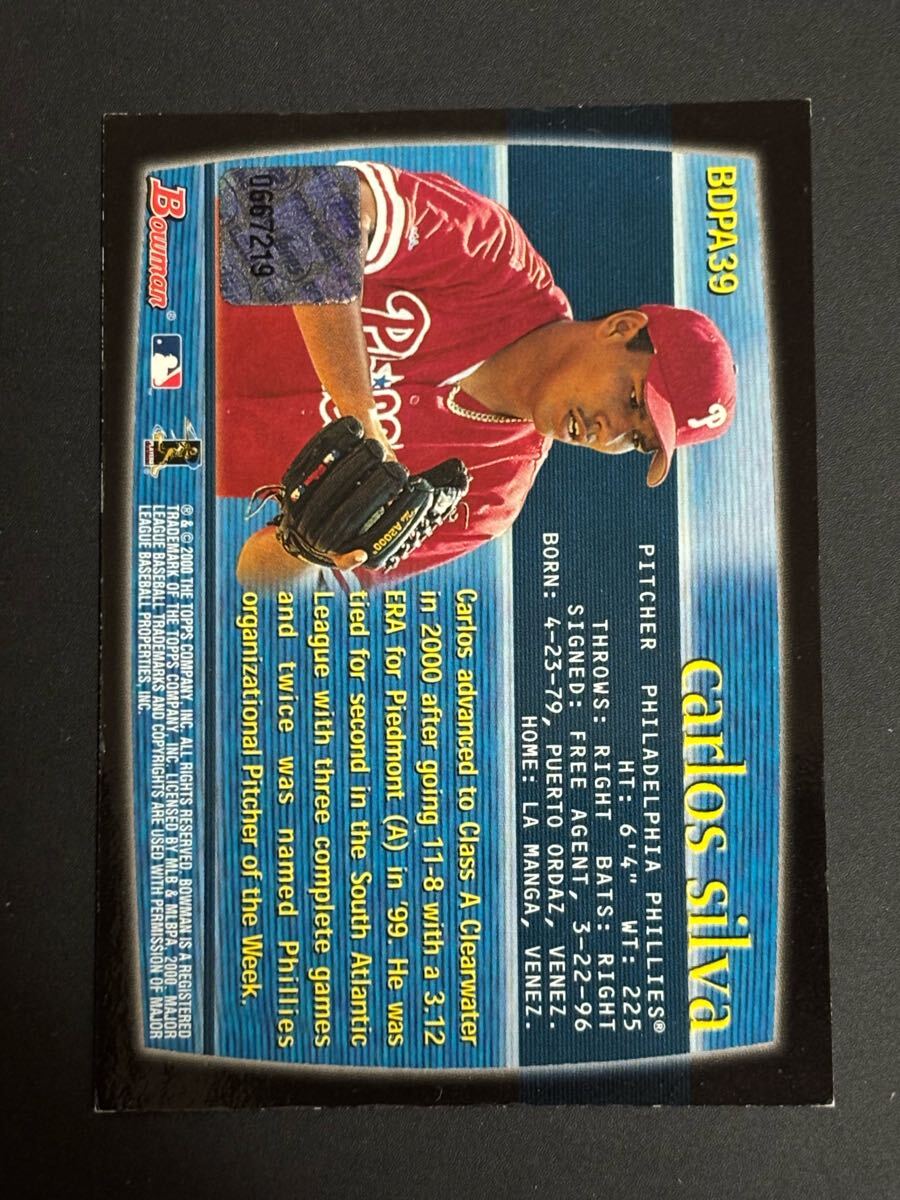 BDPA39
carlos silva
PITCHER PHILADELPHIA PHILLIES®
HT: 6'4" WT: 225
THROWS: RIGHT BATS: RIGHT
SIGNED: FREE AGENT, 3-22-96
BORN: 4-23-79, PUERTO ORDAZ, VENEZ.
HOME: LA MANGA, VENEZ.
P
Phillies
A2000
Carlos advanced to Class A Clearwater
in 2000 after going 11-8 with a 3.12
ERA for Piedmont (A) in '99. He was
tied for second in the South Atlantic
League with three complete games
and twice was named Phillies
organizational Pitcher of the Week.
0667219
Bowman®
PLAYERS
® & © 2000 THE TOPPS COMPANY, INC. ALL RIGHTS RESERVED. BOWMAN IS A REGISTERED
TRADEMARK OF THE TOPPS COMPANY, INC. LICENSED BY MLB & MLBPA, 2000 MAJOR
LEAGUE BASEBALL TRADEMARKS AND COPYRIGHTS ARE USED WITH PERMISSION OF MAJOR
LEAGUE BASEBALL PROPERTIES, INC.